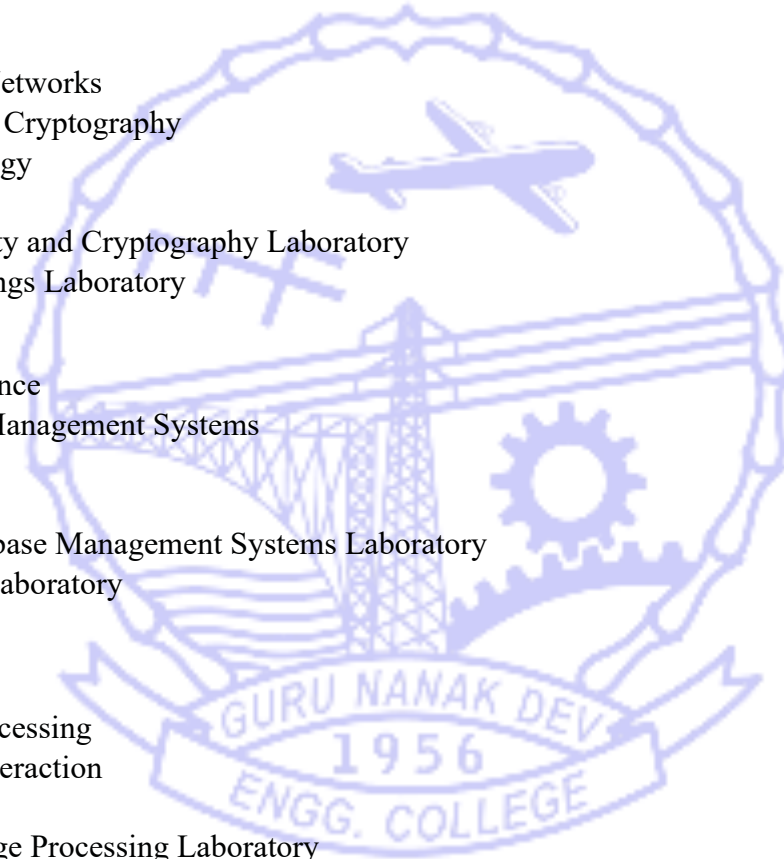 etworks
Cryptography
gy
ty and Cryptography Laboratory
ngs Laboratory
nce
Management Systems
base Management Systems Laboratory
aboratory
cessing
eraction
ge Processing Laboratory
GURU NANAK DEV
1956
ENGG. COLLEGE